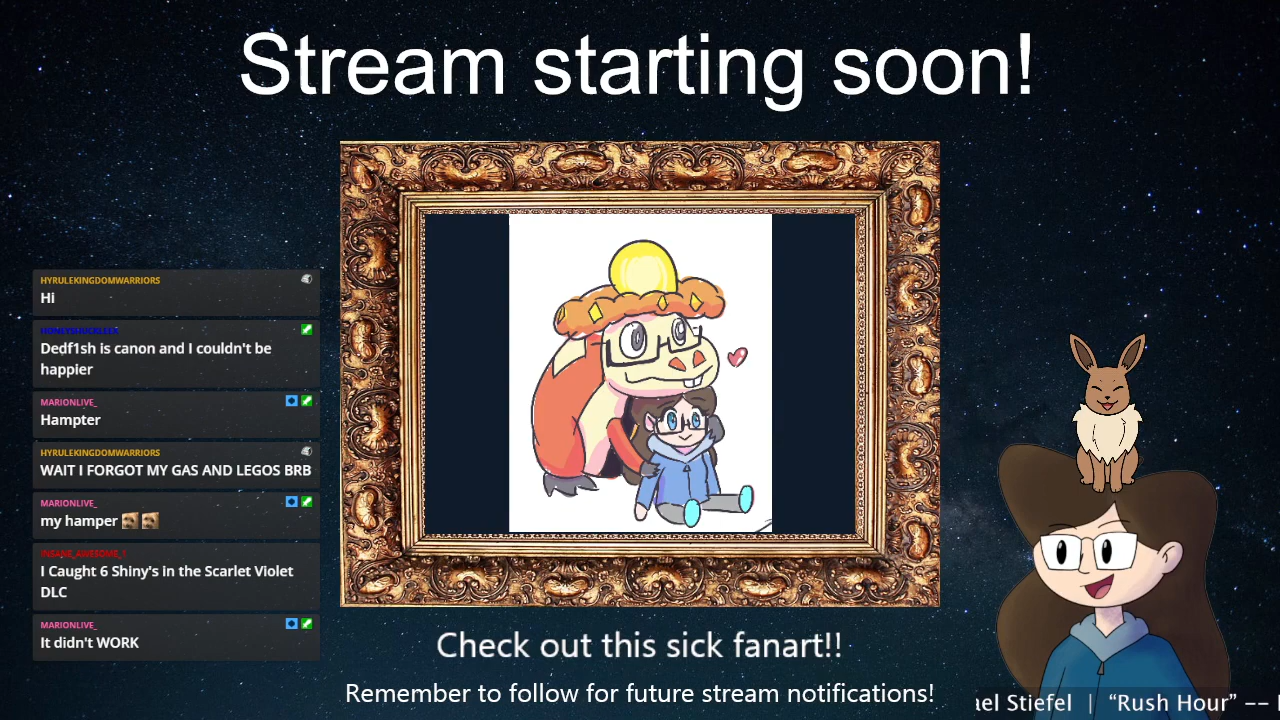 Stream starting soon!
HYRULEKINGDOMWARRIORS
Hi
Dedf1sh is canon and I couldn't be
happier
MARIONLIVE_
Hampter
HYRULEKINGDOMWARRIORS
WAIT I FORGOT MY GAS AND LEGOS BRB
MARIONLIVE_
my hamper
INSANE_AWESOME_1
I Caught 6 Shiny's in the Scarlet Violet
DLC
MARIONLIVE_
It didn't WORK
Check out this sick fanart!!
Remember to follow for future stream notifications!
ael Stiefel | “Rush Hour” --